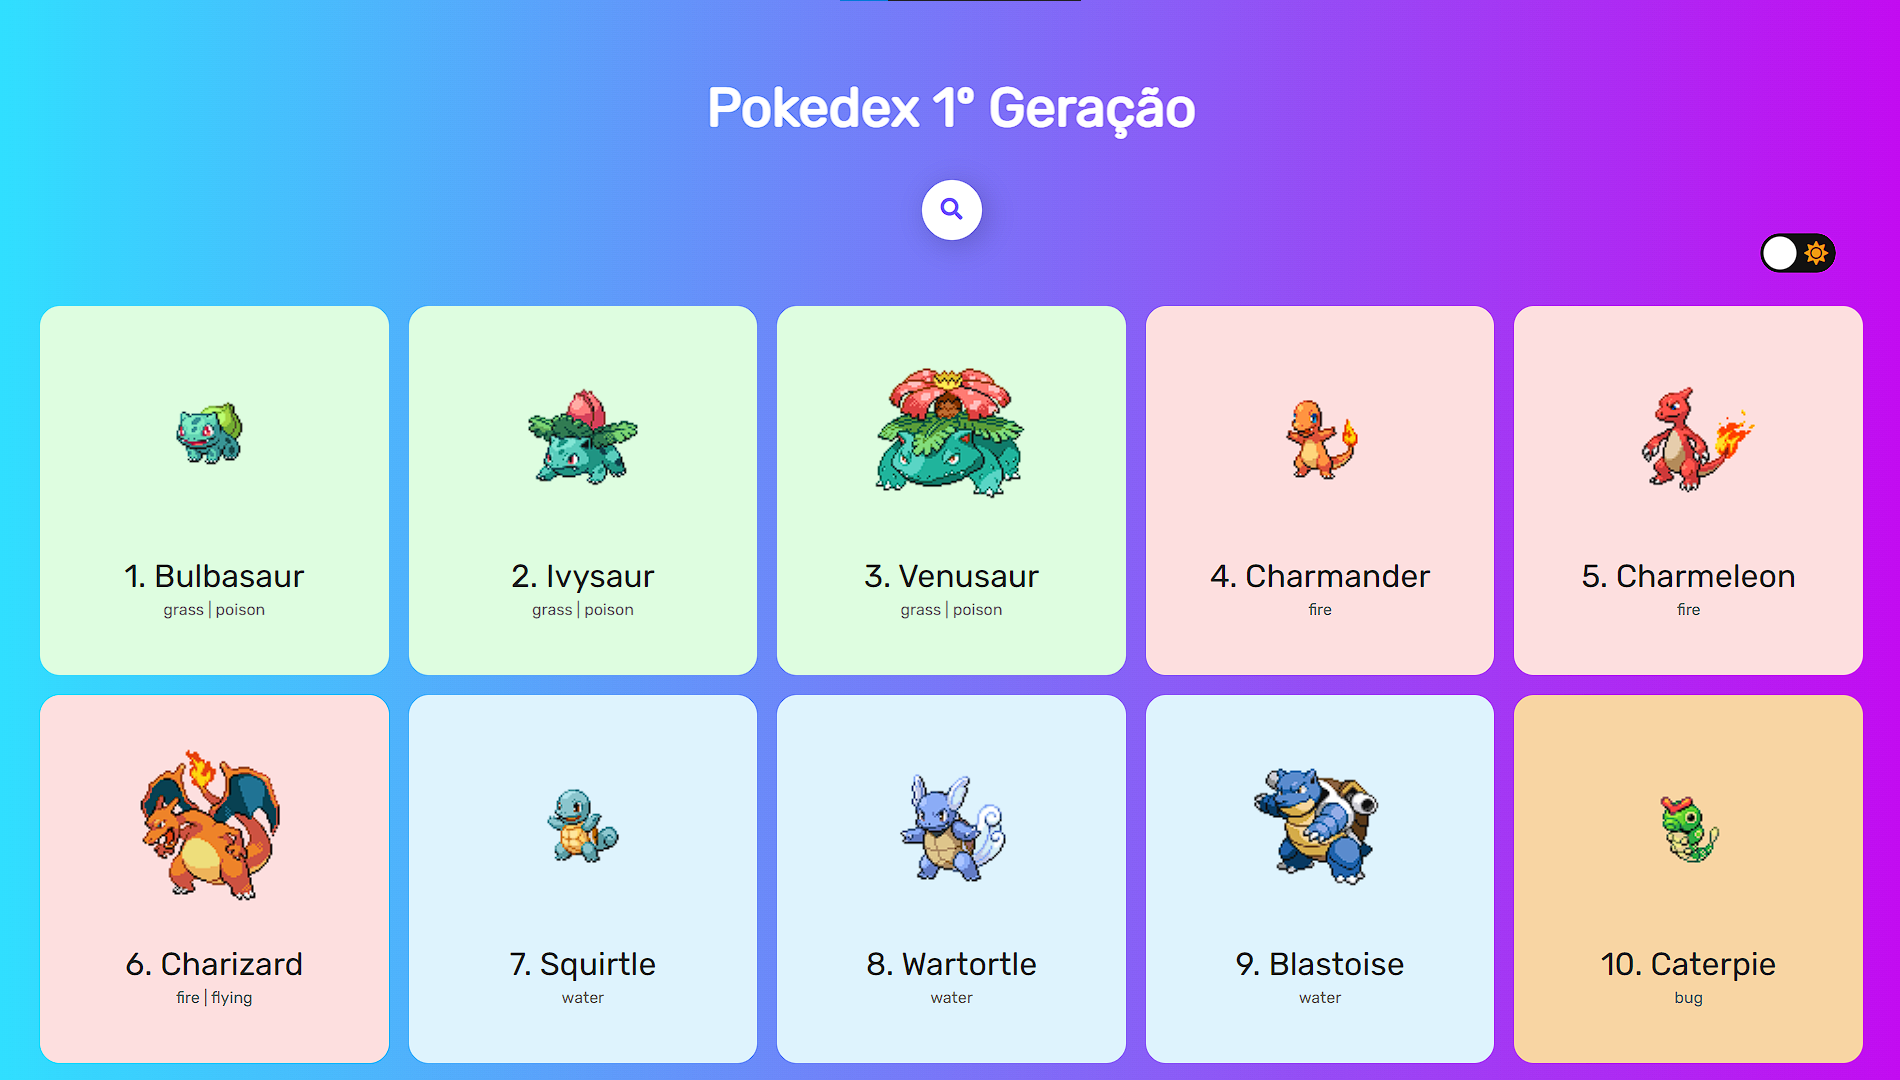 Pokedex 1º Geração
1. Bulbasaur
grass | poison
2. Ivysaur
grass | poison
3. Venusaur
grass | poison
4. Charmander
fire
5. Charmeleon
fire
6. Charizard
fire | flying
7. Squirtle
water
8. Wartortle
water
9. Blastoise
water
10. Caterpie
bug